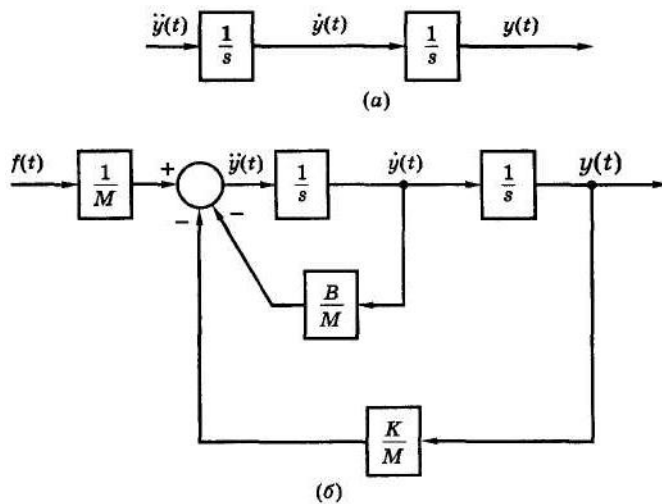 ÿ(t) 1/s ẏ(t) 1/s y(t)
(а)
f(t) 1/M + − − ÿ(t) 1/s ẏ(t) 1/s y(t)
B/M
K/M
(б)